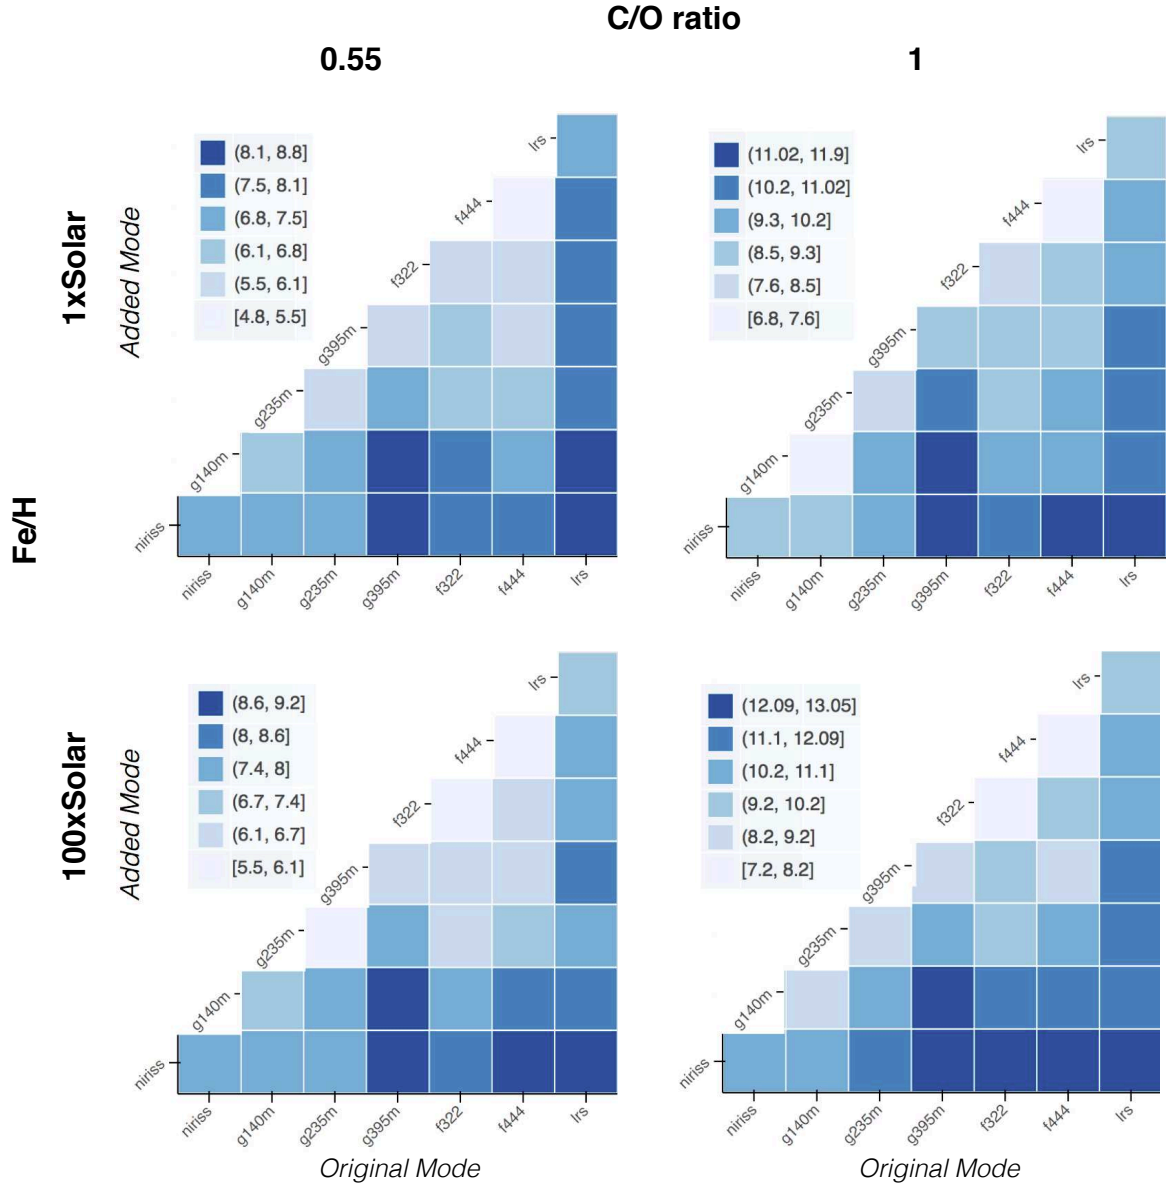 C/O ratio
0.55
1
Fe/H
1xSolar
Added Mode
(8.1, 8.8]
(7.5, 8.1]
(6.8, 7.5]
(6.1, 6.8]
(5.5, 6.1]
[4.8, 5.5]
lrs
f444
f322
g395m
g235m
g140m
niriss
niriss g140m g235m g395m f322 f444 lrs
(11.02, 11.9]
(10.2, 11.02]
(9.3, 10.2]
(8.5, 9.3]
(7.6, 8.5]
[6.8, 7.6]
lrs
f444
f322
g395m
g235m
g140m
niriss
niriss g140m g235m g395m f322 f444 lrs
100xSolar
Added Mode
(8.6, 9.2]
(8, 8.6]
(7.4, 8]
(6.7, 7.4]
(6.1, 6.7]
[5.5, 6.1]
lrs
f444
f322
g395m
g235m
g140m
niriss
niriss g140m g235m g395m f322 f444 lrs
Original Mode
(12.09, 13.05]
(11.1, 12.09]
(10.2, 11.1]
(9.2, 10.2]
(8.2, 9.2]
[7.2, 8.2]
lrs
f444
f322
g395m
g235m
g140m
niriss
niriss g140m g235m g395m f322 f444 lrs
Original Mode